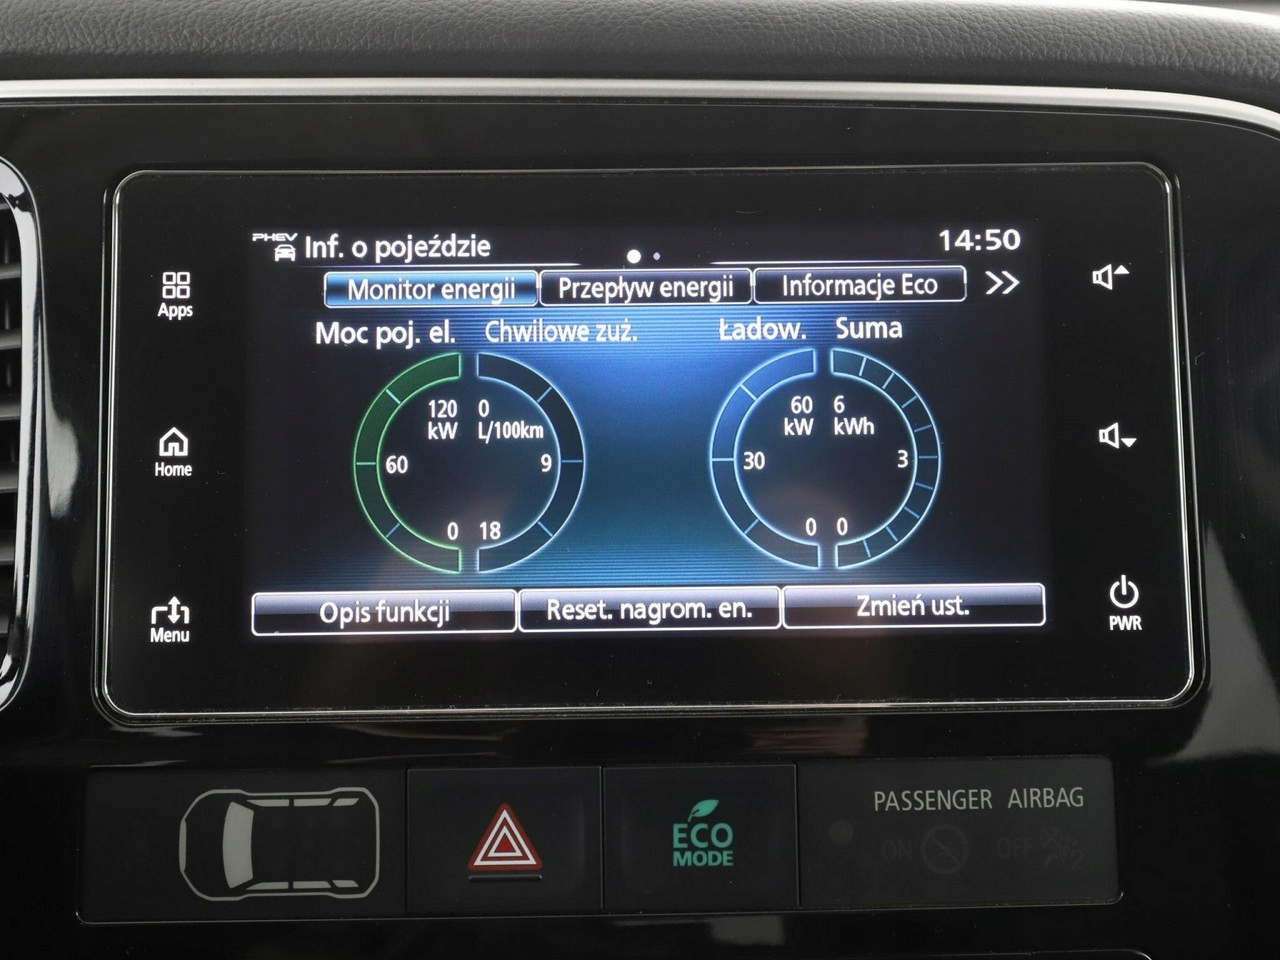 PHEV
Inf. o pojeździe
14:50
Monitor energii
Przepływ energii
Informacje Eco
Moc poj. el.
Chwilowe zuż.
Ładow.
Suma
120
kW
60
0
0
L/100km
9
18
60
kW
30
0
6
kWh
3
0
Opis funkcji
Reset. nagrom. en.
Zmień ust.
Apps
Home
Menu
PWR
ECO
MODE
PASSENGER AIRBAG
ON
OFF